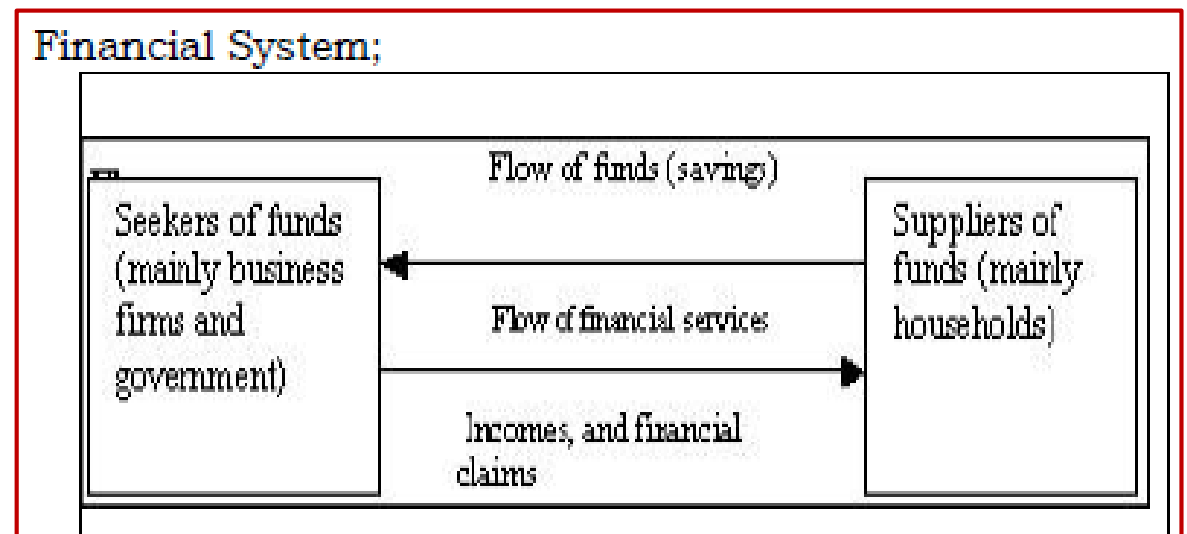 Financial System;
Flow of funds (savings)
Seekers of funds
(mainly business
firms and
government)
Suppliers of
funds (mainly
households)
Flow of financial services
Incomes, and financial
claims